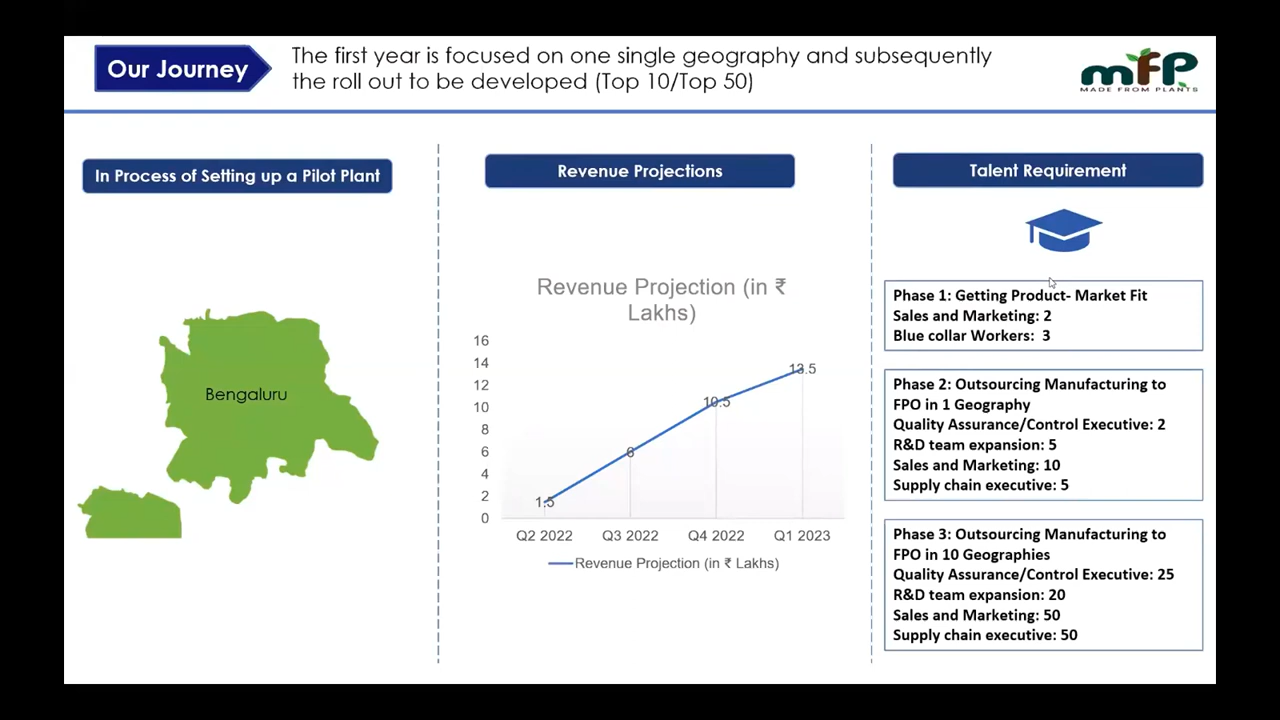 Our Journey
The first year is focused on one single geography and subsequently
the roll out to be developed (Top 10/Top 50)
mFP
MADE FROM PLANTS
In Process of Setting up a Pilot Plant
Bengaluru
Revenue Projections
Revenue Projection (in ₹
Lakhs)
16
14
12
10
8
6
4
2
0
1.5
6
10.5
13.5
Q2 2022 Q3 2022 Q4 2022 Q1 2023
Revenue Projection (in ₹ Lakhs)
Talent Requirement
Phase 1: Getting Product- Market Fit
Sales and Marketing: 2
Blue collar Workers: 3
Phase 2: Outsourcing Manufacturing to
FPO in 1 Geography
Quality Assurance/Control Executive: 2
R&D team expansion: 5
Sales and Marketing: 10
Supply chain executive: 5
Phase 3: Outsourcing Manufacturing to
FPO in 10 Geographies
Quality Assurance/Control Executive: 25
R&D team expansion: 20
Sales and Marketing: 50
Supply chain executive: 50